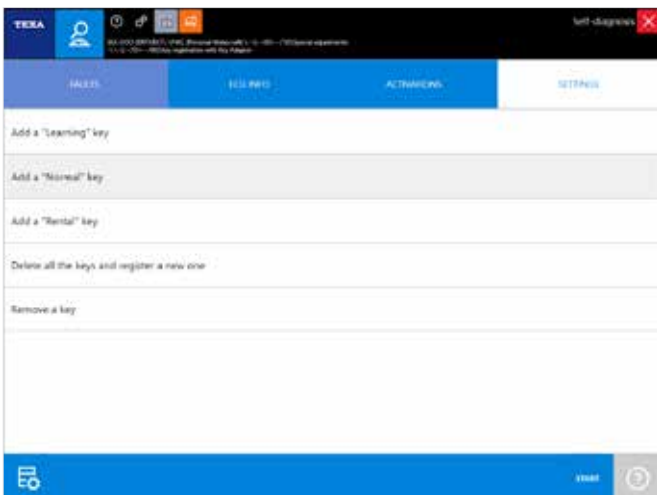 TEXA
Self-diagnosis
FAULTS
ECU INFO
ACTIVATIONS
SETTINGS
Add a "Learning" key
Add a "Normal" key
Add a "Rental" key
Delete all the keys and register a new one
Remove a key
START